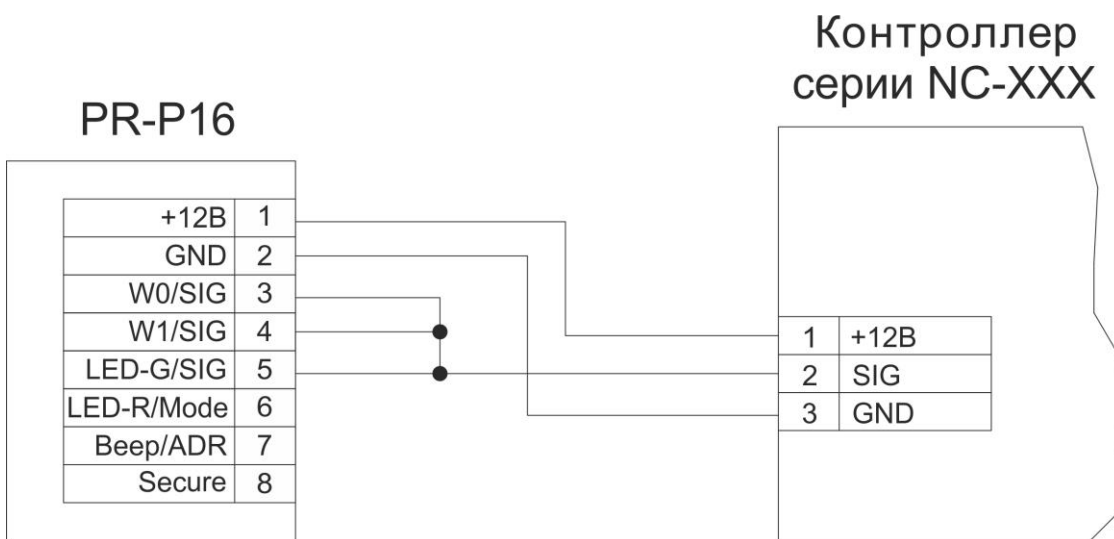 Контроллер
серии NC-XXX
PR-P16
+12В 1
GND 2
W0/SIG 3
W1/SIG 4
LED-G/SIG 5
LED-R/Mode 6
Beep/ADR 7
Secure 8
1 +12В
2 SIG
3 GND